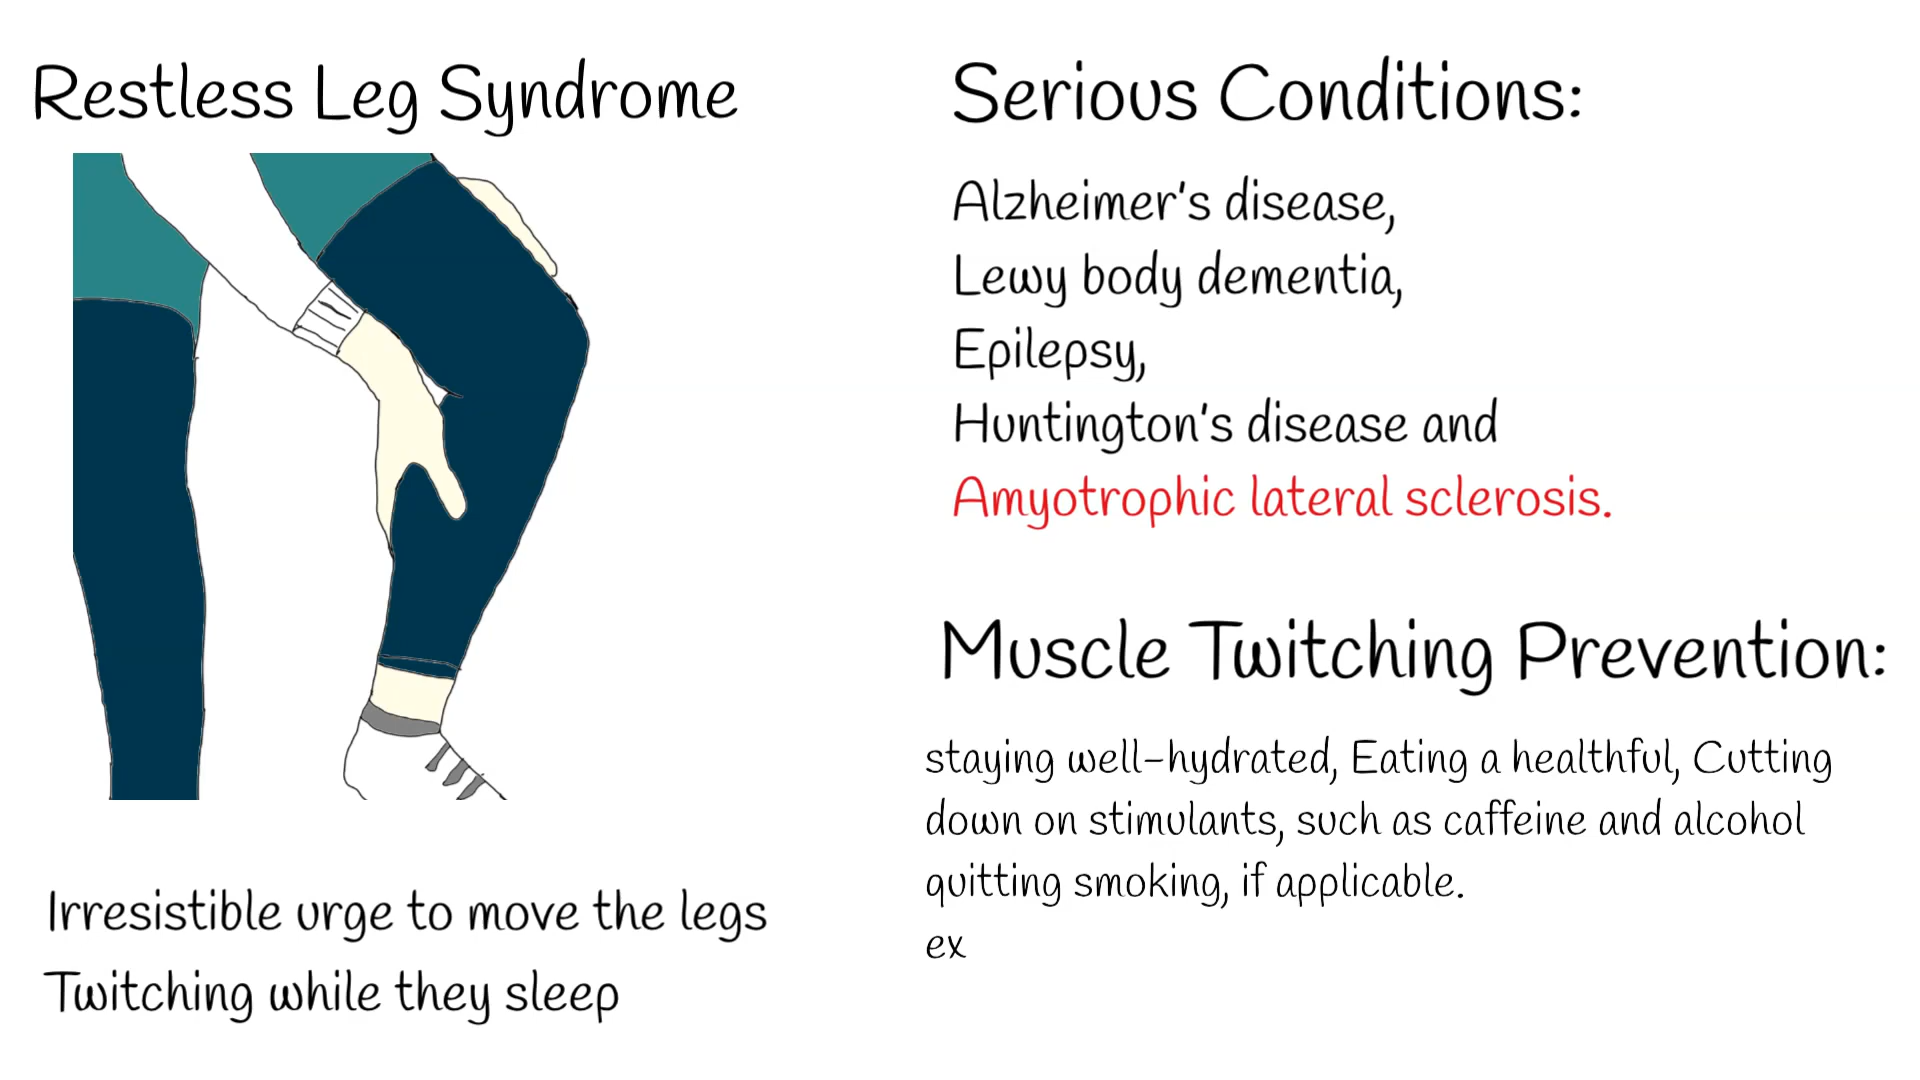 Restless Leg Syndrome
Irresistible urge to move the legs
Twitching while they sleep
Serious Conditions:
Alzheimer's disease,
Lewy body dementia,
Epilepsy,
Huntington's disease and
Amyotrophic lateral sclerosis.
Muscle Twitching Prevention:
staying well-hydrated, Eating a healthful, Cutting
down on stimulants, such as caffeine and alcohol
quitting smoking, if applicable.
ex